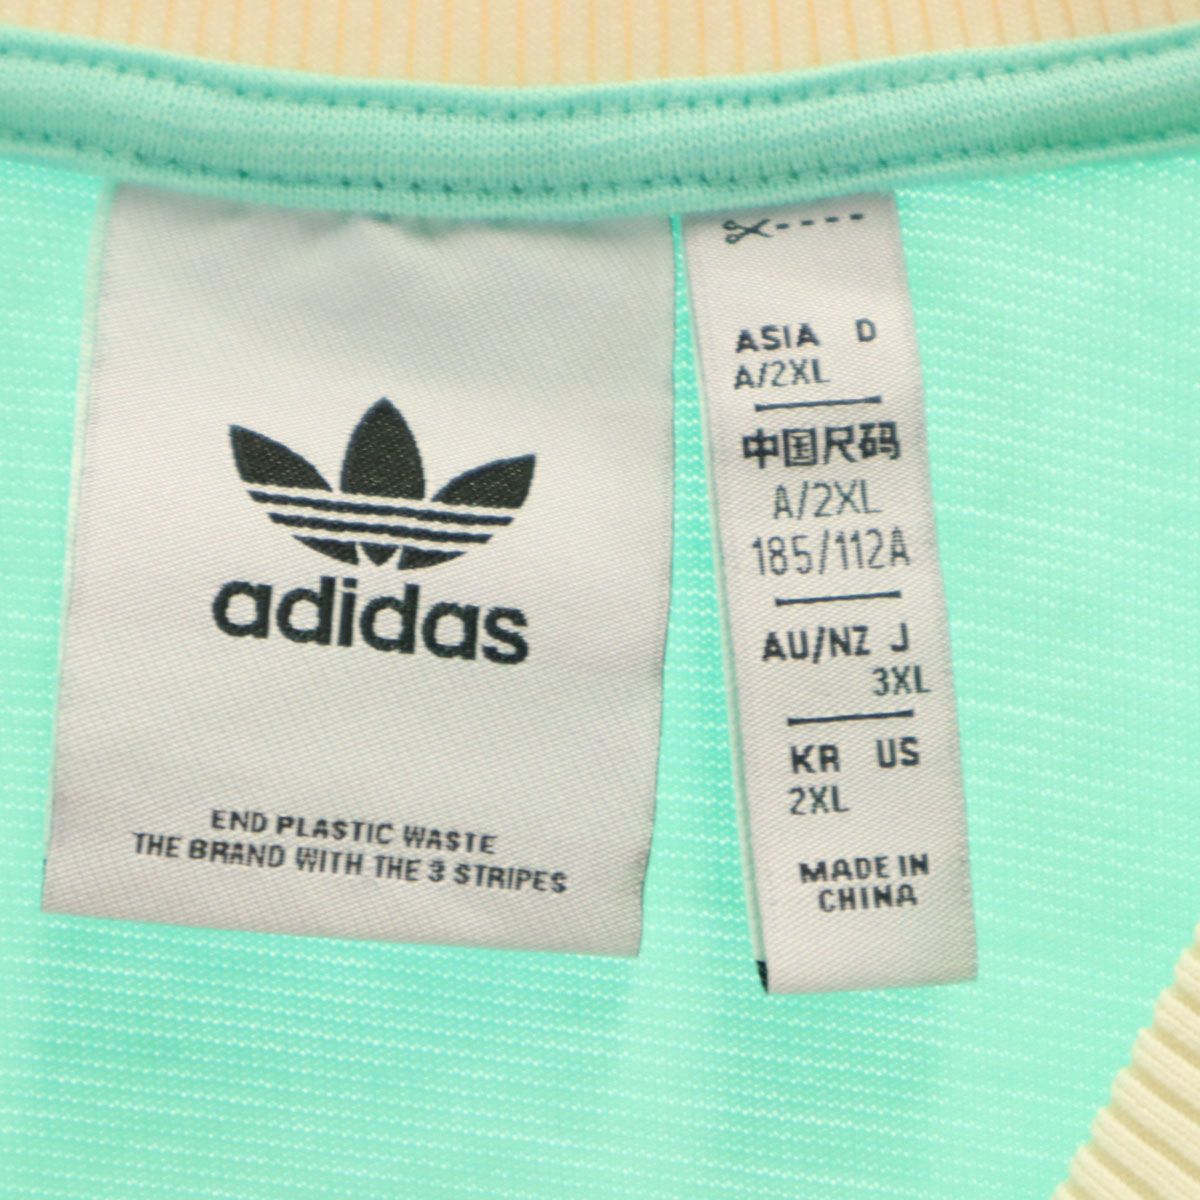 adidas
END PLASTIC WASTE
THE BRAND WITH THE 3 STRIPES
ASIA D
A/2XL
中国尺码
A/2XL
185/112A
AU/NZ J
3XL
KR US
2XL
MADE IN
CHINA